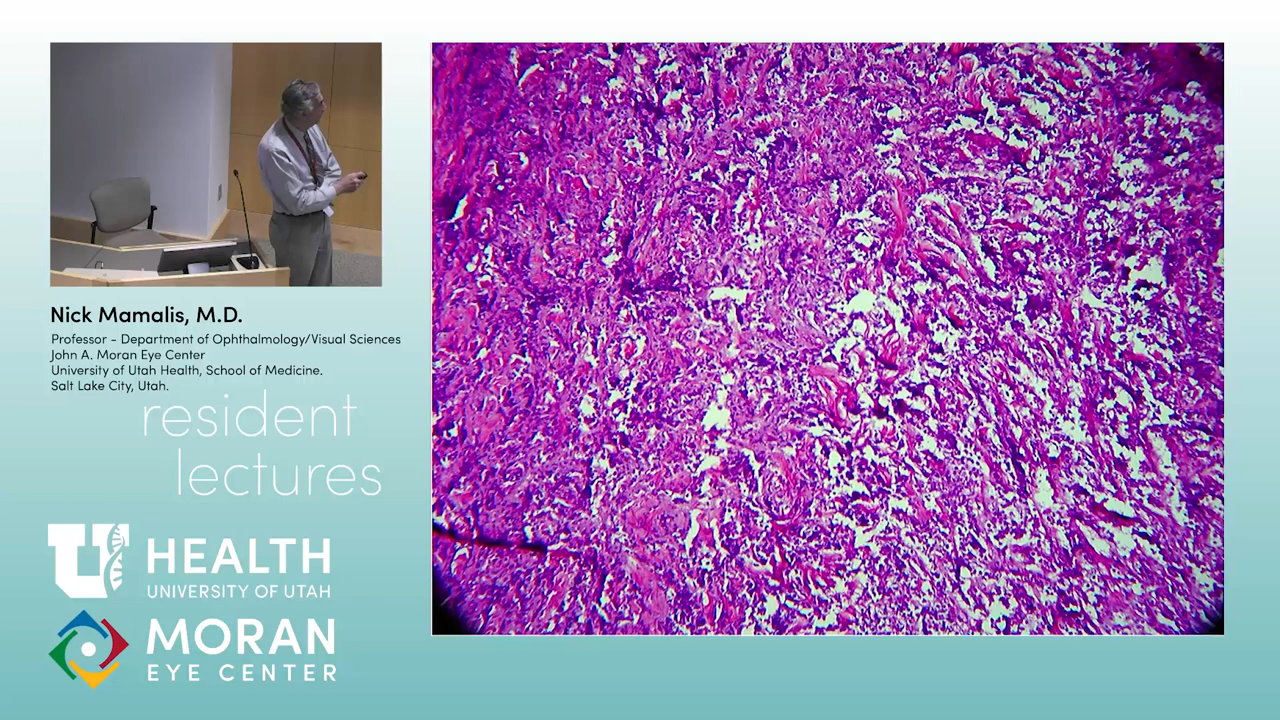 Nick Mamalis, M.D.
Professor - Department of Ophthalmology/Visual Sciences
John A. Moran Eye Center
University of Utah Health, School of Medicine.
Salt Lake City, Utah.
resident
lectures
U HEALTH
UNIVERSITY OF UTAH
MORAN
EYE CENTER